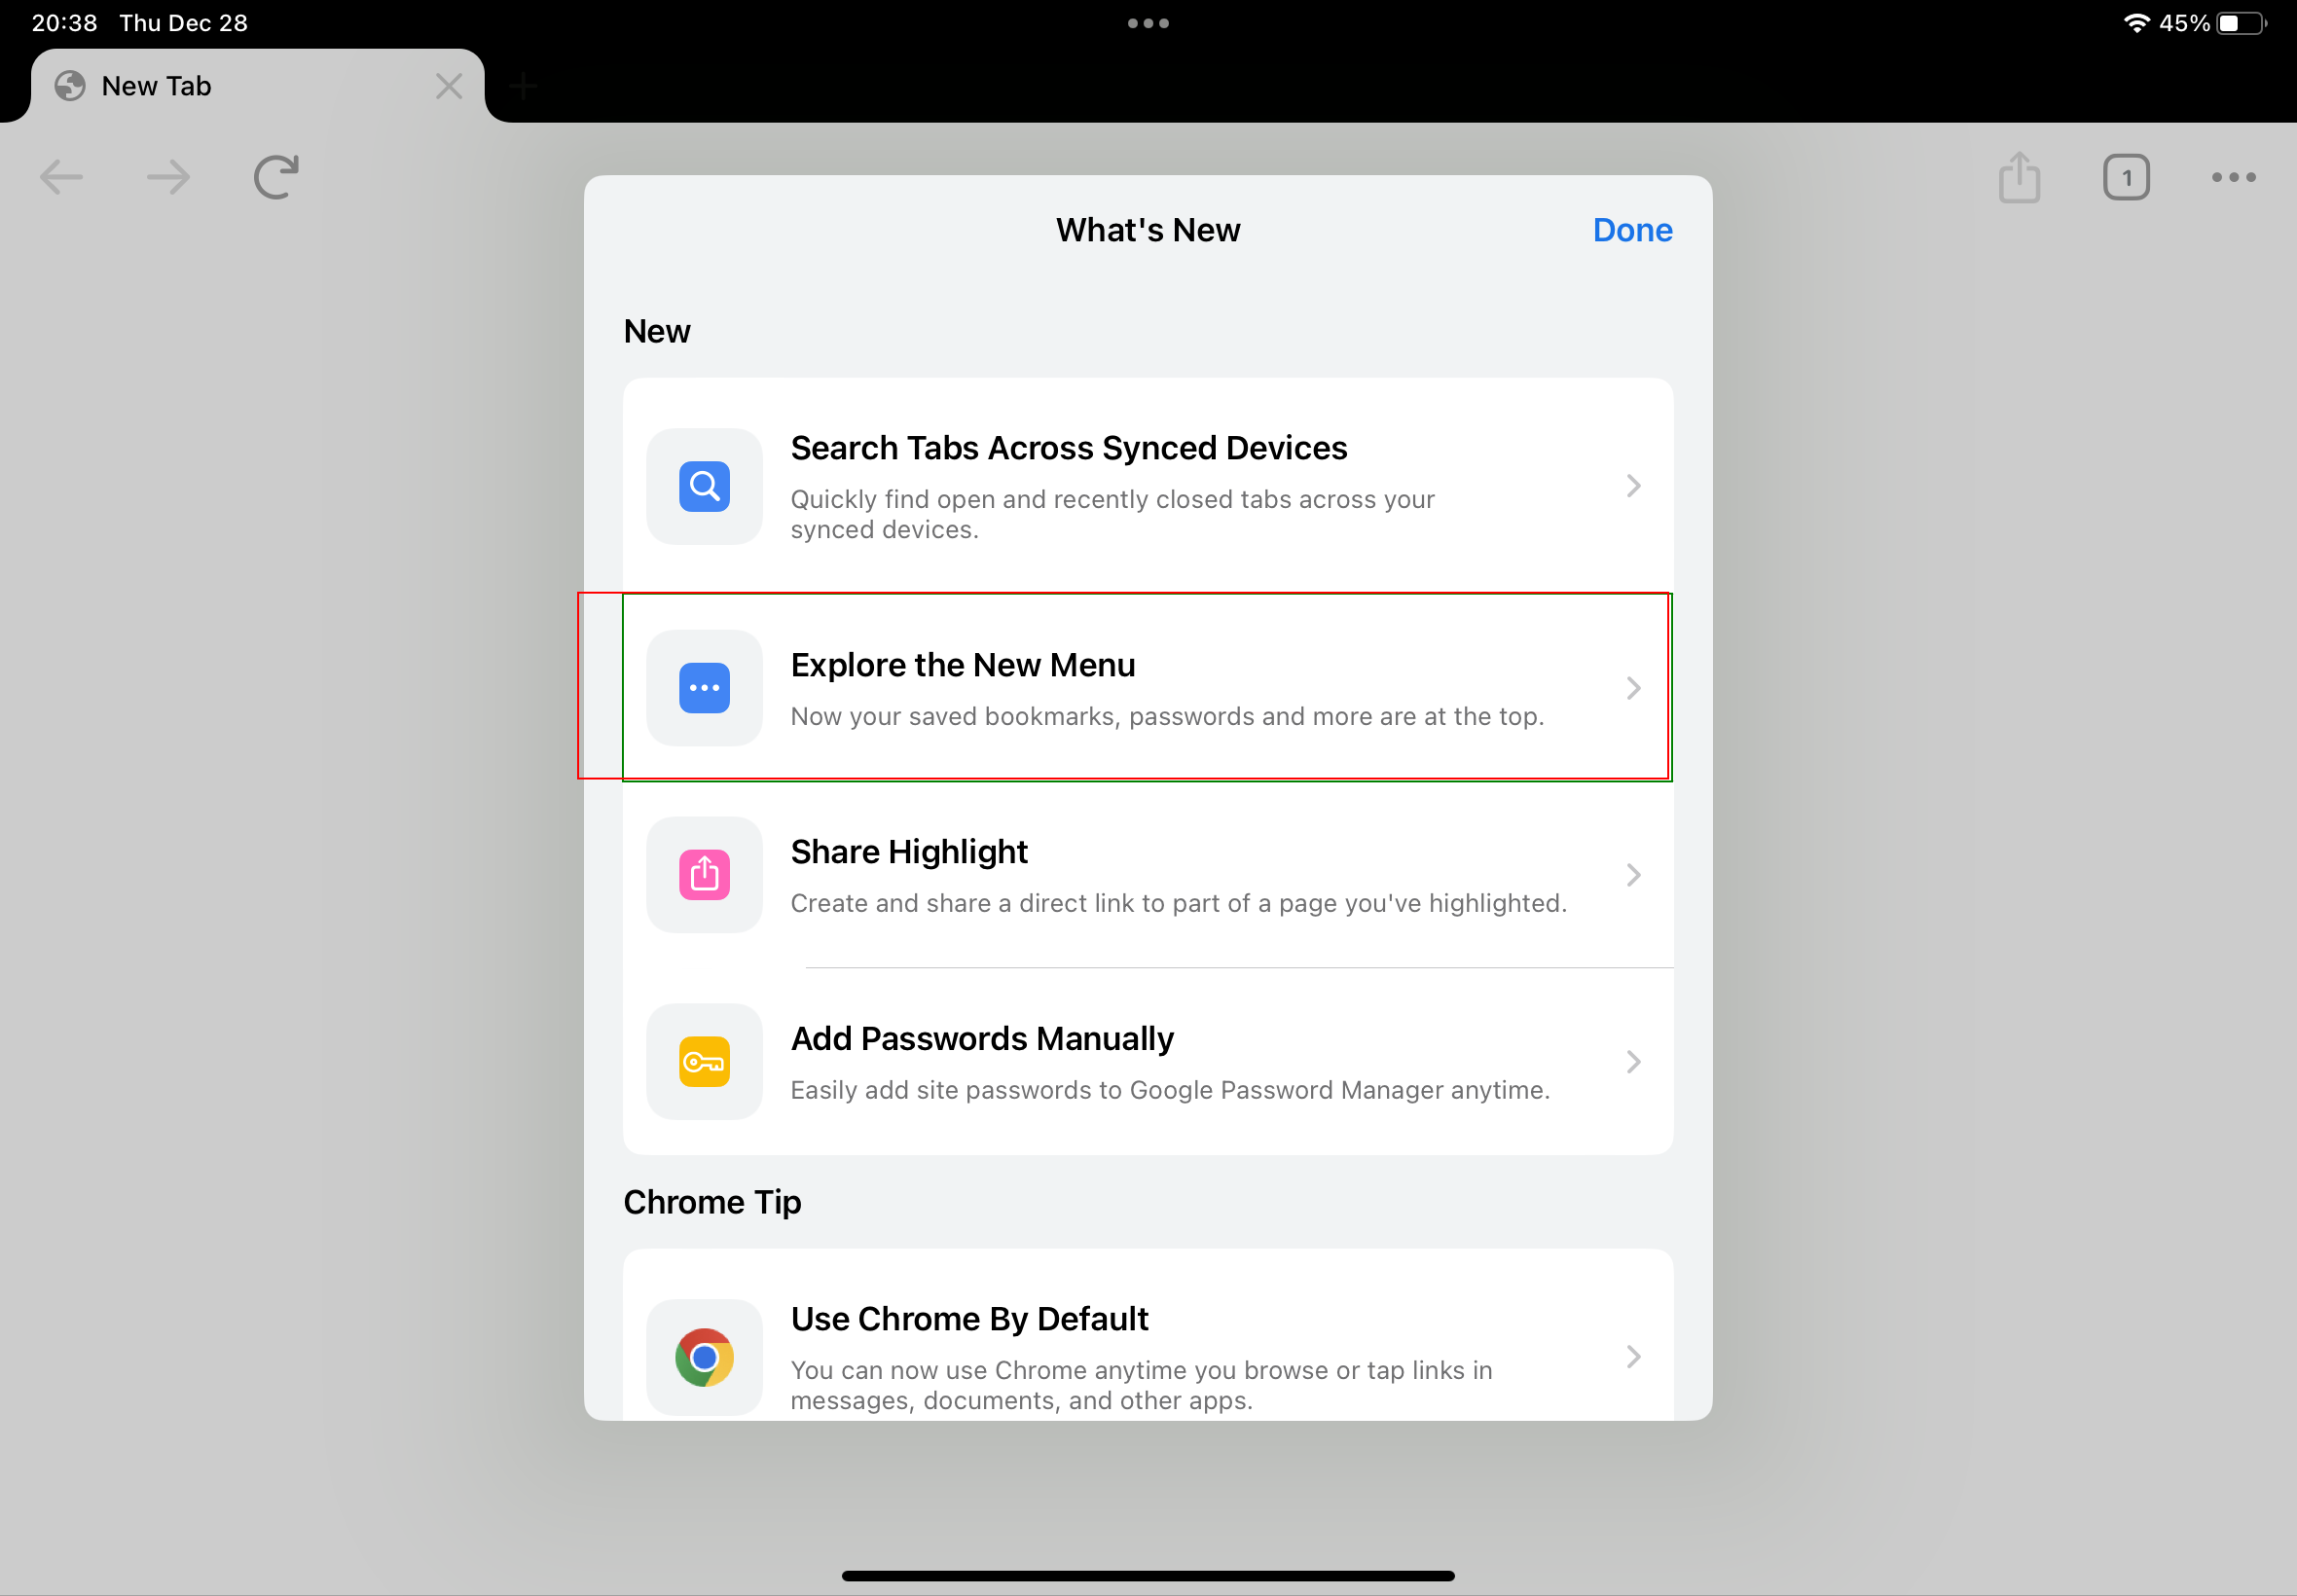 20:38 Thu Dec 28
45%
New Tab
1
What's New
Done
New
Search Tabs Across Synced Devices
Quickly find open and recently closed tabs across your
synced devices.
Explore the New Menu
Now your saved bookmarks, passwords and more are at the top.
Share Highlight
Create and share a direct link to part of a page you've highlighted.
Add Passwords Manually
Easily add site passwords to Google Password Manager anytime.
Chrome Tip
Use Chrome By Default
You can now use Chrome anytime you browse or tap links in
messages, documents, and other apps.